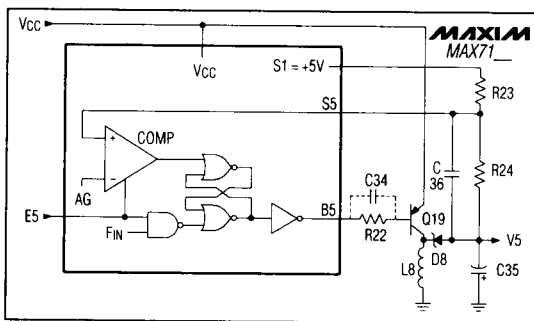 VCC
MAXIM
MAX71__
VCC
S1 = +5V
R23
S5
COMP
+
−
AG
C
36
R24
C34
E5
FIN
B5
R22
Q19
V5
D8
L8
C35
+